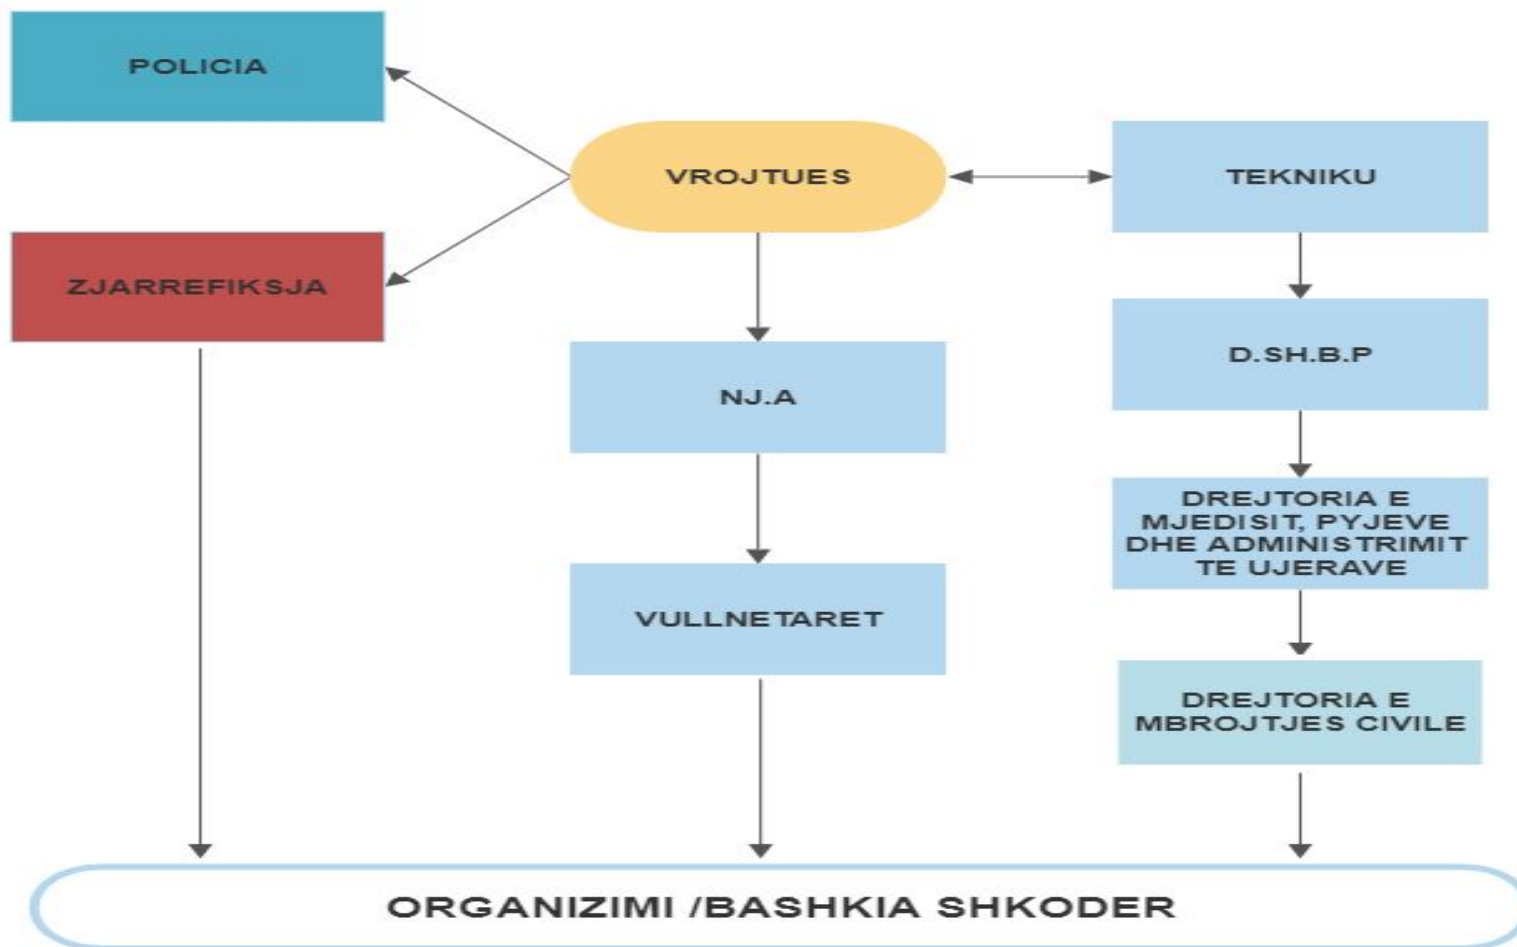 POLICIA
VROJTUES
TEKNIKU
ZJARREFIKSJA
D.SH.B.P
NJ.A
DREJTORIA E
MJEDISIT, PYJEVE
DHE ADMINISTRIMIT
TE UJERAVE
VULLNETARET
DREJTORIA E
MBROJTJES CIVILE
ORGANIZIMI /BASHKIA SHKODER